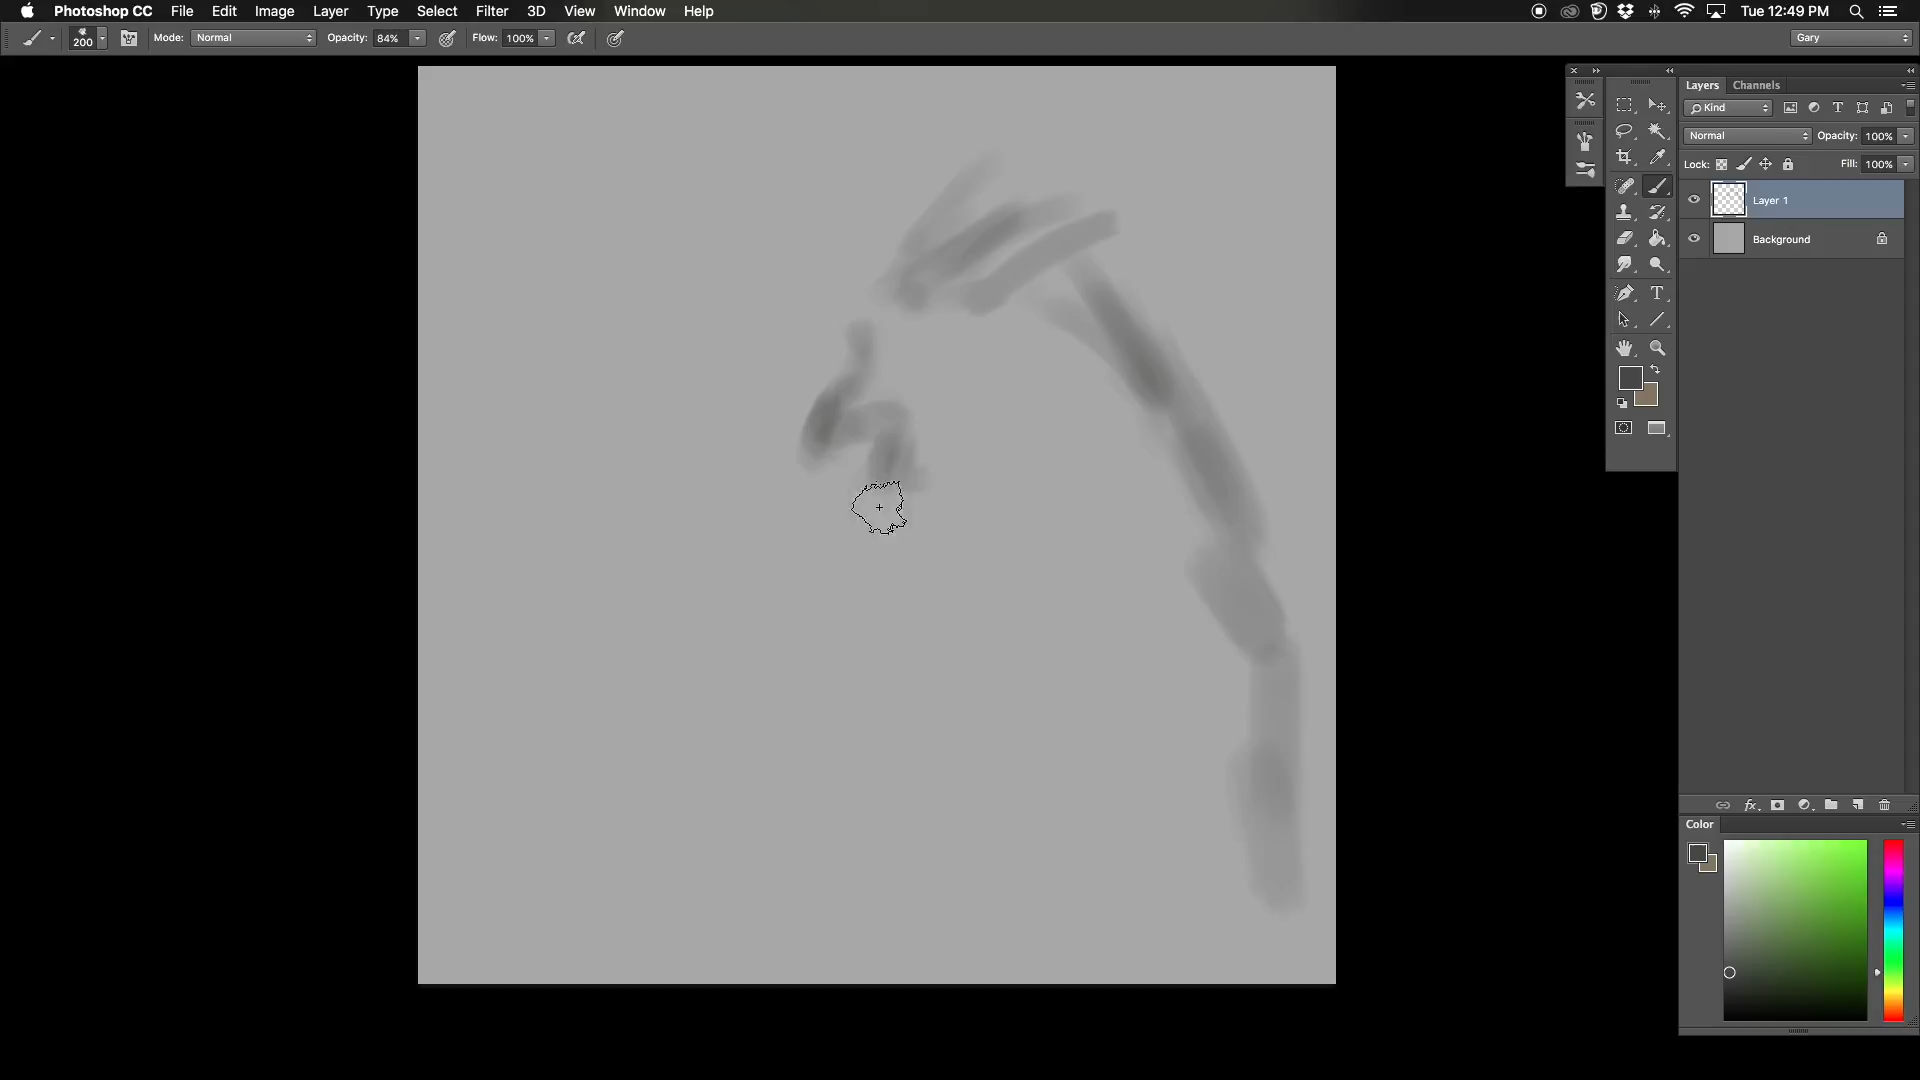 Photoshop CC File Edit Image Layer Type Select Filter 3D View Window Help Tue 12:49 PM
200 Mode: Normal Opacity: 84% Flow: 100% Gary
Layers Channels
Kind
Normal Opacity: 100%
Lock: Fill: 100%
Layer 1
Background
Color